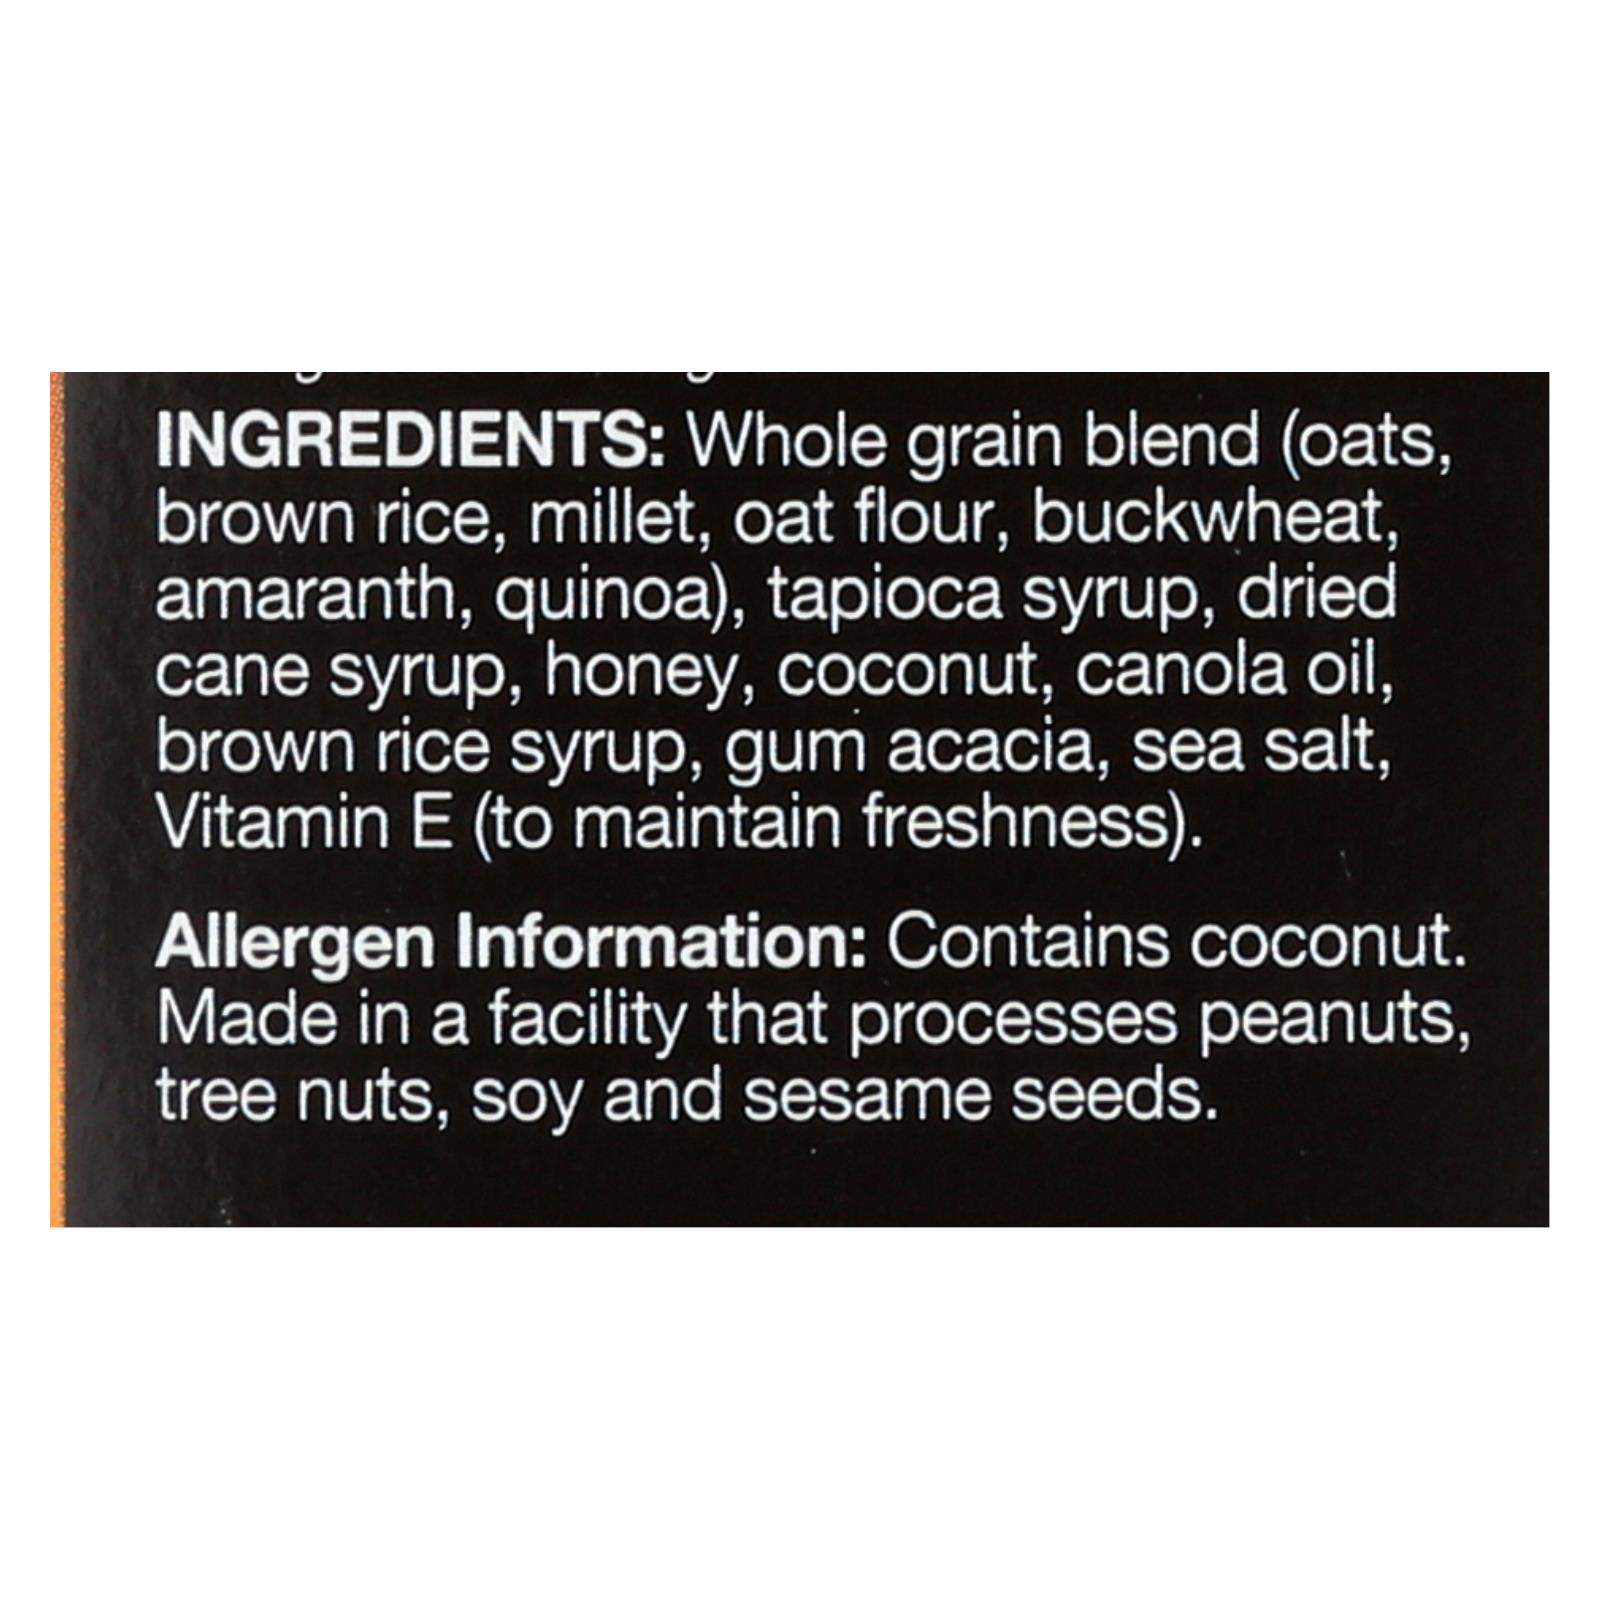 INGREDIENTS: Whole grain blend (oats,
brown rice, millet, oat flour, buckwheat,
amaranth, quinoa), tapioca syrup, dried
cane syrup, honey, coconut, canola oil,
brown rice syrup, gum acacia, sea salt,
Vitamin E (to maintain freshness).
Allergen Information: Contains coconut.
Made in a facility that processes peanuts,
tree nuts, soy and sesame seeds.